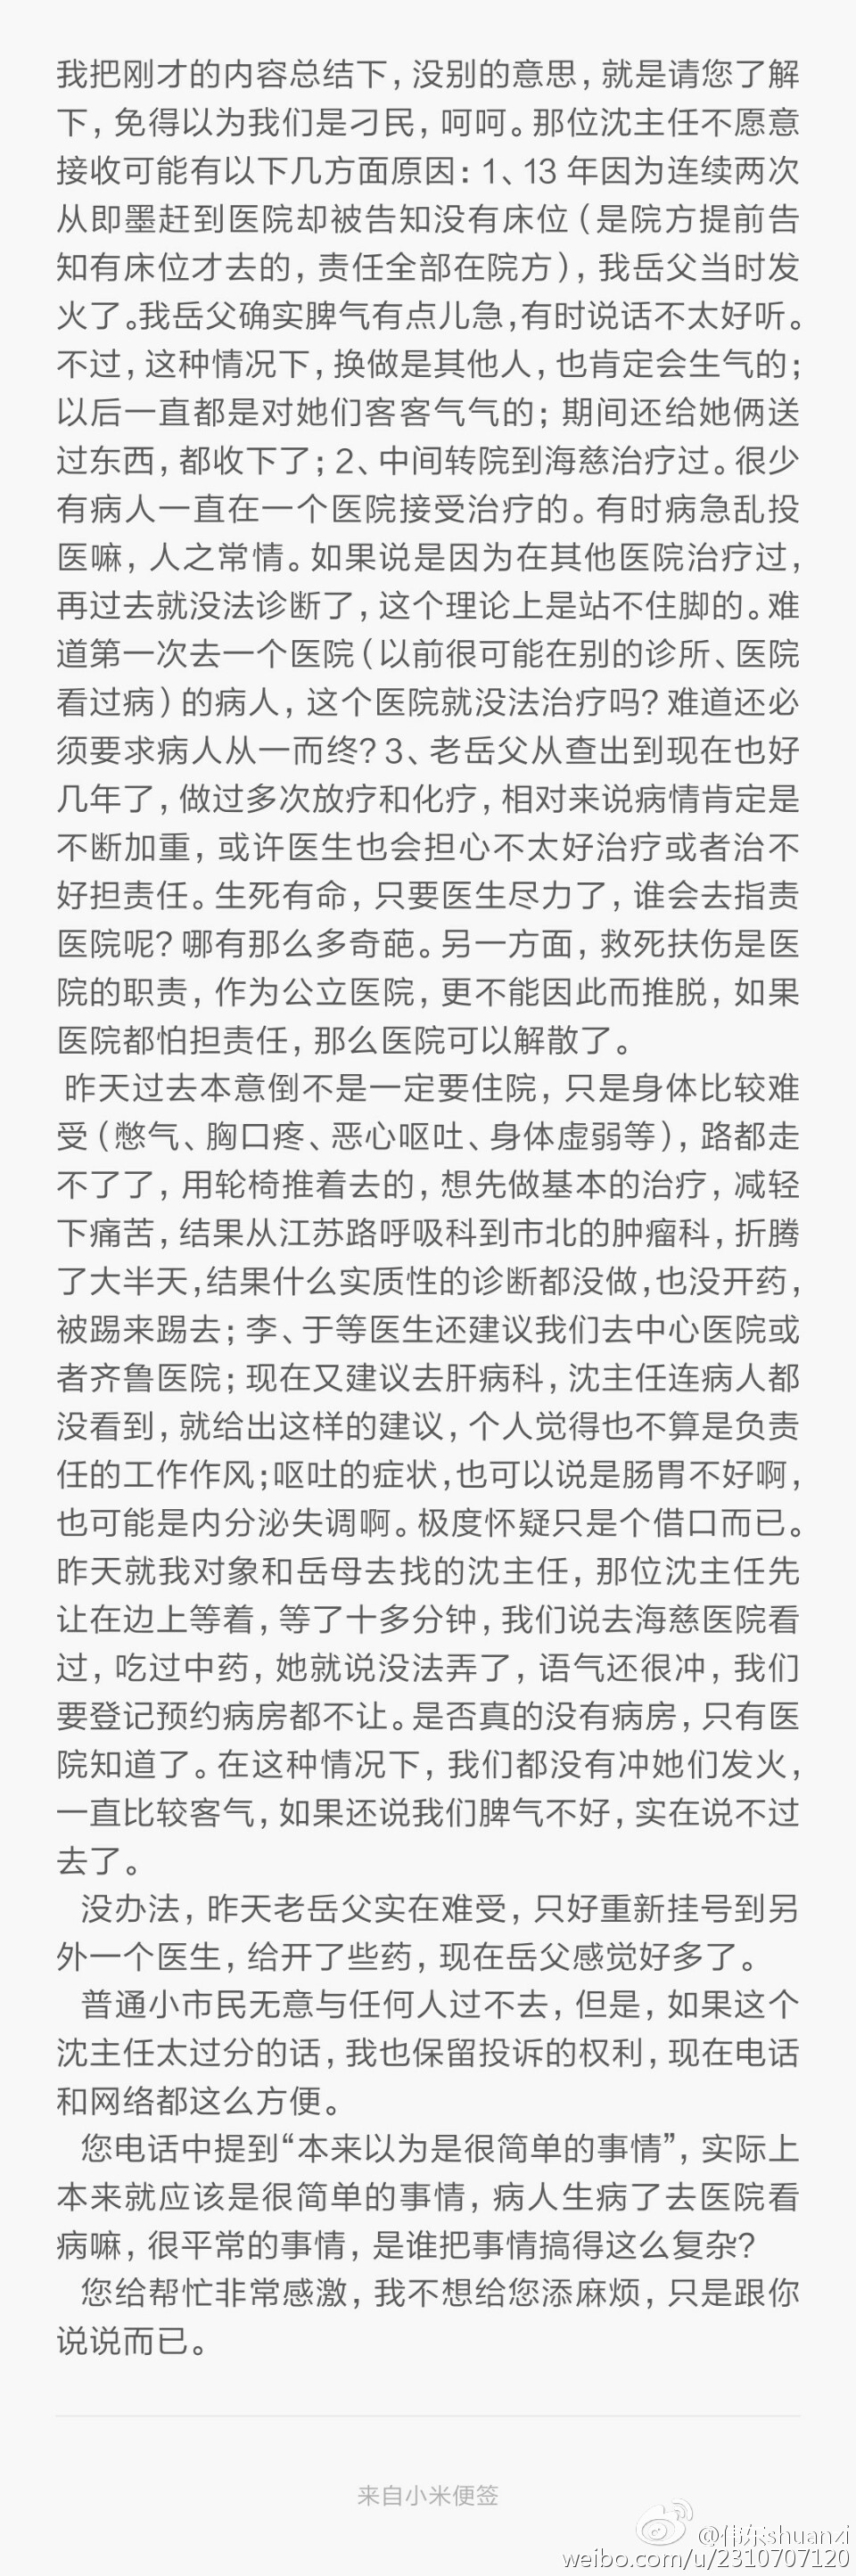 我把刚才的内容总结下，没别的意思，就是请您了解
下，免得以为我们是刁民，呵呵。那位沈主任不愿意
接收可能有以下几方面原因：1、13 年因为连续两次
从即墨赶到医院却被告知没有床位（是院方提前告
知有床位才去的，责任全部在院方），我岳父当时发
火了。我岳父确实脾气有点儿急，有时说话不太好听。
不过，这种情况下，换做是其他人，也肯定会生气的；
以后一直都是对她们客客气气的；期间还给她俩送
过东西，都收下了；2、中间转院到海慈治疗过。很少
有病人一直在一个医院接受治疗的。有时病急乱投
医嘛，人之常情。如果说是因为在其他医院治疗过，
再过去就没法诊断了，这个理论上是站不住脚的。难
道第一次去一个医院（以前很可能在别的诊所、医院
看过病）的病人，这个医院就没法治疗吗？难道还必
须要求病人从一而终？3、老岳父从查出到现在也好
几年了，做过多次放疗和化疗，相对来说病情肯定是
不断加重，或许医生也会担心不太好治疗或者治不
好担责任。生死有命，只要医生尽力了，谁会去指责
医院呢？哪有那么多奇葩。另一方面，救死扶伤是医
院的职责，作为公立医院，更不能因此而推脱，如果
医院都怕担责任，那么医院可以解散了。
昨天过去本意倒不是一定要住院，只是身体比较难
受（憋气、胸口疼、恶心呕吐、身体虚弱等），路都走
不了了，用轮椅推着去的，想先做基本的治疗，减轻
下痛苦，结果从江苏路呼吸科到市北的肿瘤科，折腾
了大半天，结果什么实质性的诊断都没做，也没开药，
被踢来踢去；李、于等医生还建议我们去中心医院或
者齐鲁医院；现在又建议去肝病科，沈主任连病人都
没看到，就给出这样的建议，个人觉得也不算是负责
任的工作作风；呕吐的症状，也可以说是肠胃不好啊，
也可能是内分泌失调啊。极度怀疑只是个借口而已。
昨天就我对象和岳母去找的沈主任，那位沈主任先
让在边上等着，等了十多分钟，我们说去海慈医院看
过，吃过中药，她就说没法弄了，语气还很冲，我们
要登记预约病房都不让。是否真的没有病房，只有医
院知道了。在这种情况下，我们都没有冲她们发火，
一直比较客气，如果还说我们脾气不好，实在说不过
去了。
没办法，昨天老岳父实在难受，只好重新挂号到另
外一个医生，给开了些药，现在岳父感觉好多了。
普通小市民无意与任何人过不去，但是，如果这个
沈主任太过分的话，我也保留投诉的权利，现在电话
和网络都这么方便。
您电话中提到“本来以为是很简单的事情”，实际上
本来就应该是很简单的事情，病人生病了去医院看
病嘛，很平常的事情，是谁把事情搞得这么复杂？
您给帮忙非常感激，我不想给您添麻烦，只是跟你
说说而已。
来自小米便签
@伟东shuanzi
weibo.com/u/2310707120